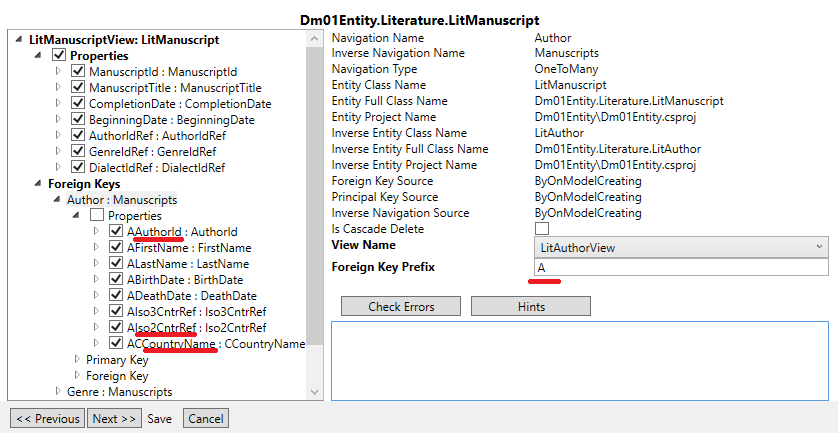 Dm01Entity.Literature.LitManuscript
LitManuscriptView: LitManuscript
Properties
ManuscriptId : ManuscriptId
ManuscriptTitle : ManuscriptTitle
CompletionDate : CompletionDate
BeginningDate : BeginningDate
AuthorIdRef : AuthorIdRef
GenreIdRef : GenreIdRef
DialectIdRef : DialectIdRef
Foreign Keys
Author : Manuscripts
Properties
AAuthorId : AuthorId
AFirstName : FirstName
ALastName : LastName
ABirthDate : BirthDate
ADeathDate : DeathDate
AIso3CntrRef : Iso3CntrRef
AIso2CntrRef : Iso2CntrRef
ACCountryName : CCountryName
Primary Key
Foreign Key
Genre : Manuscripts
Navigation Name Author
Inverse Navigation Name Manuscripts
Navigation Type OneToMany
Entity Class Name LitManuscript
Entity Full Class Name Dm01Entity.Literature.LitManuscript
Entity Project Name Dm01Entity\Dm01Entity.csproj
Inverse Entity Class Name LitAuthor
Inverse Entity Full Class Name Dm01Entity.Literature.LitAuthor
Inverse Entity Project Name Dm01Entity\Dm01Entity.csproj
Foreign Key Source ByOnModelCreating
Principal Key Source ByOnModelCreating
Inverse Navigation Source ByOnModelCreating
Is Cascade Delete
View Name LitAuthorView
Foreign Key Prefix A
Check Errors Hints
<< Previous Next >> Save Cancel